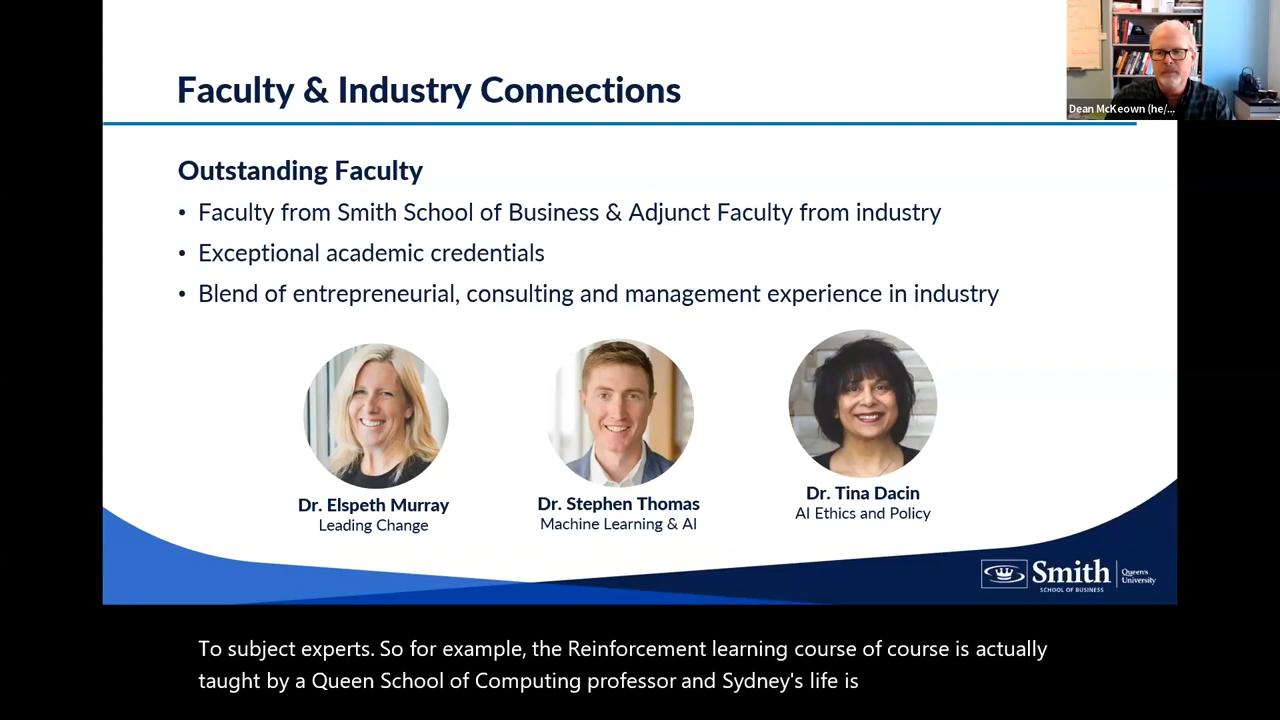 Faculty & Industry Connections
Dean McKeown (he/...
Outstanding Faculty
• Faculty from Smith School of Business & Adjunct Faculty from industry
• Exceptional academic credentials
• Blend of entrepreneurial, consulting and management experience in industry
Dr. Elspeth Murray
Leading Change
Dr. Stephen Thomas
Machine Learning & AI
Dr. Tina Dacin
AI Ethics and Policy
Smith
SCHOOL OF BUSINESS
Queen's
University
To subject experts. So for example, the Reinforcement learning course of course is actually
taught by a Queen School of Computing professor and Sydney's life is